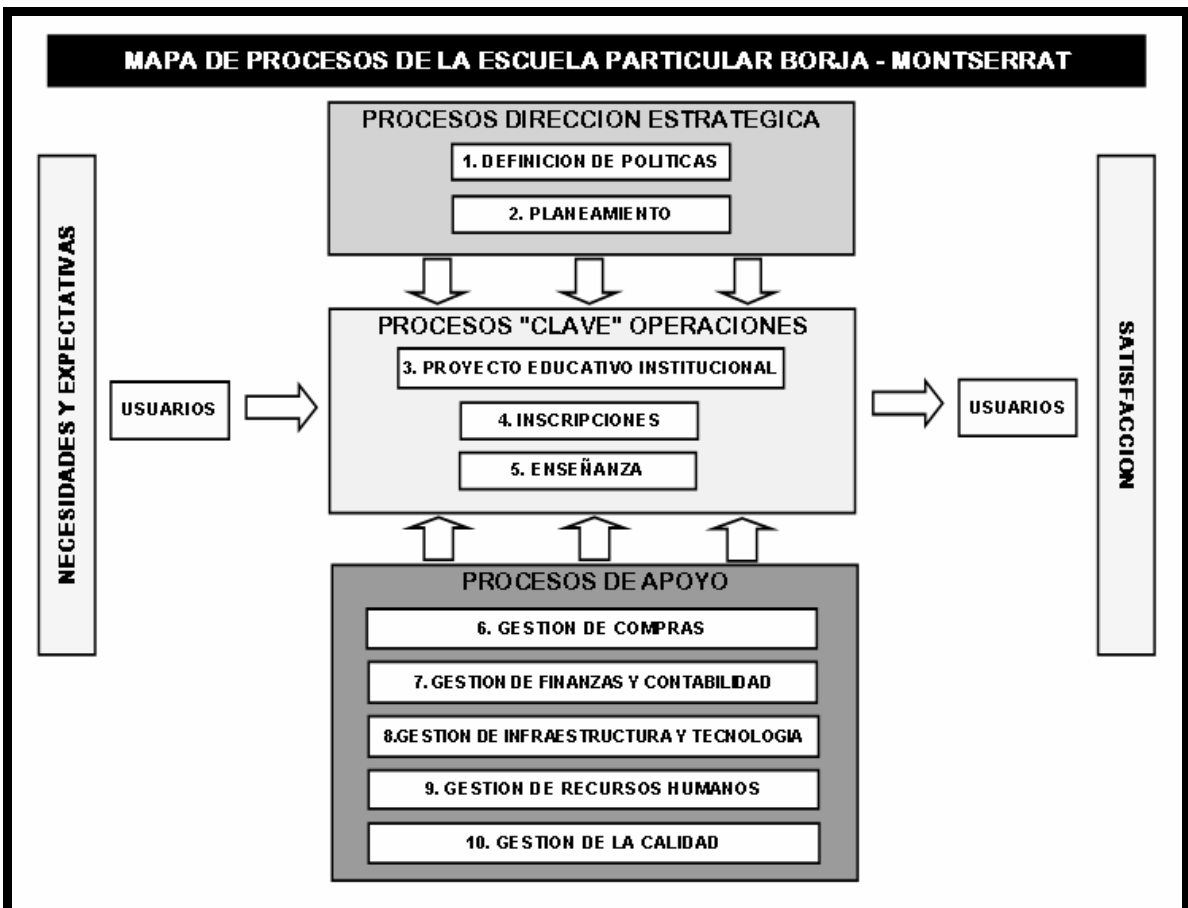 MAPA DE PROCESOS DE LA ESCUELA PARTICULAR BORJA - MONTSERRAT
PROCESOS DIRECCION ESTRATEGICA
1. DEFINICION DE POLITICAS
2. PLANEAMIENTO
NECESIDADES Y EXPECTATIVAS
USUARIOS
PROCESOS "CLAVE" OPERACIONES
3. PROYECTO EDUCATIVO INSTITUCIONAL
4. INSCRIPCIONES
5. ENSEÑANZA
USUARIOS
SATISFACCION
PROCESOS DE APOYO
6. GESTION DE COMPRAS
7. GESTION DE FINANZAS Y CONTABILIDAD
8.GESTION DE INFRAESTRUCTURA Y TECNOLOGIA
9. GESTION DE RECURSOS HUMANOS
10. GESTION DE LA CALIDAD